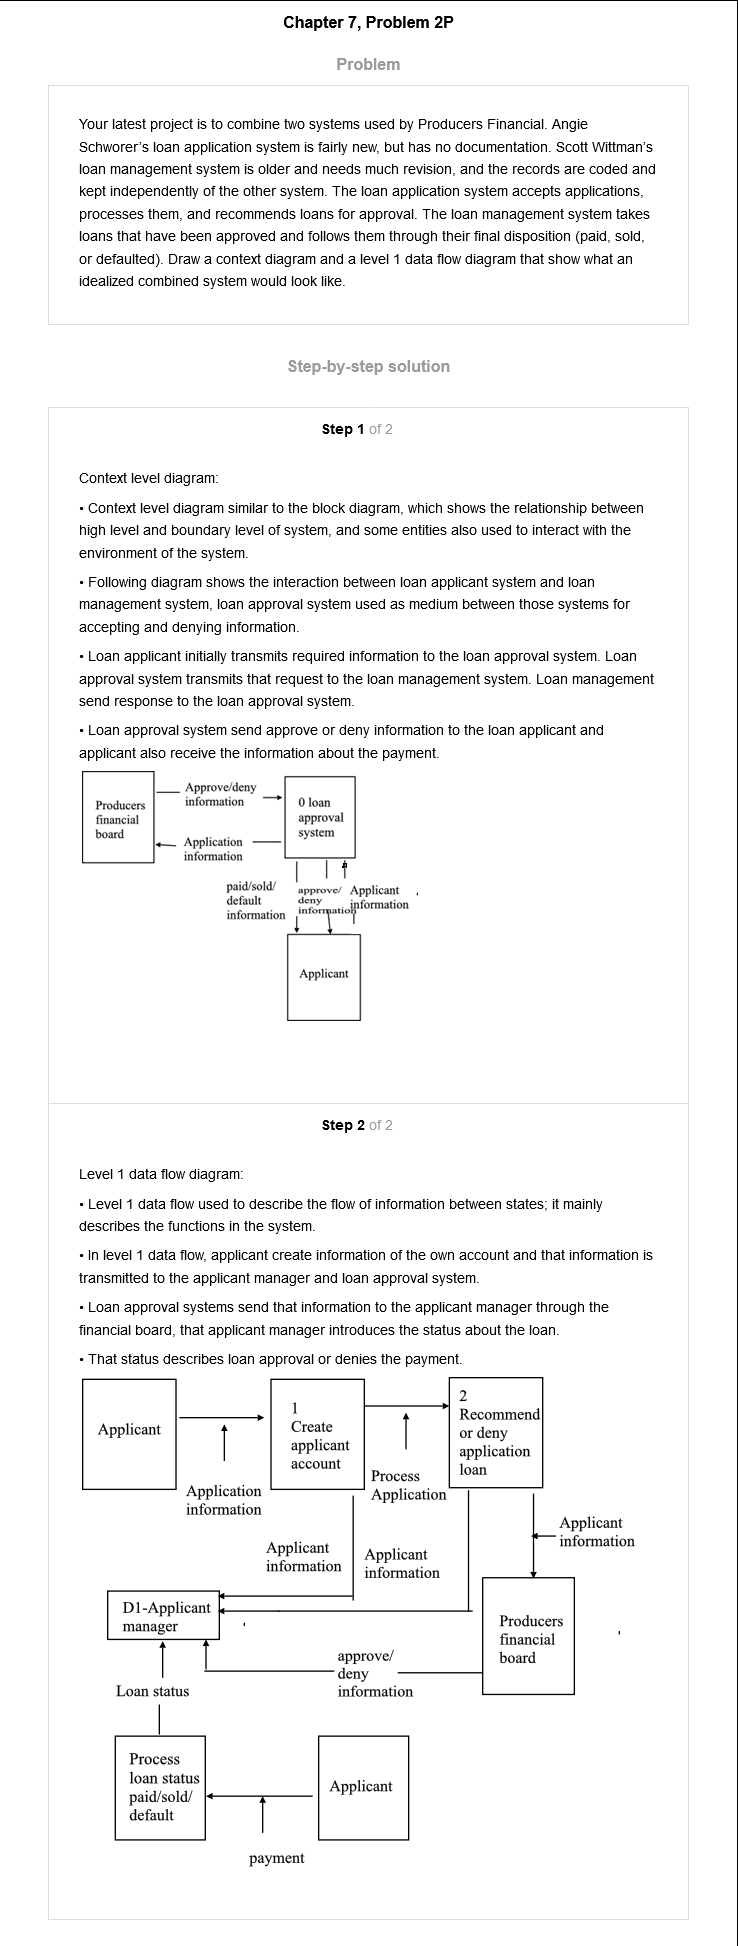 Chapter 7, Problem 2P
Problem
Your latest project is to combine two systems used by Producers Financial. Angie
Schworer's loan application system is fairly new, but has no documentation. Scott Wittman's
loan management system is older and needs much revision, and the records are coded and
kept independently of the other system. The loan application system accepts applications,
processes them, and recommends loans for approval. The loan management system takes
loans that have been approved and follows them through their final disposition (paid, sold,
or defaulted). Draw a context diagram and a level 1 data flow diagram that show what an
idealized combined system would look like.
Step-by-step solution
Step 1 of 2
Context level diagram:
• Context level diagram similar to the block diagram, which shows the relationship between
high level and boundary level of system, and some entities also used to interact with the
environment of the system.
• Following diagram shows the interaction between loan applicant system and loan
management system, loan approval system used as medium between those systems for
accepting and denying information.
• Loan applicant initially transmits required information to the loan approval system. Loan
approval system transmits that request to the loan management system. Loan management
send response to the loan approval system.
• Loan approval system send approve or deny information to the loan applicant and
applicant also receive the information about the payment.
Producers
financial
board
Approve/deny
information
Application
information
0 loan
approval
system
paid/sold/
default
information
approve/
deny
information
Applicant
information
Applicant
Step 2 of 2
Level 1 data flow diagram:
• Level 1 data flow used to describe the flow of information between states; it mainly
describes the functions in the system.
• In level 1 data flow, applicant create information of the own account and that information is
transmitted to the applicant manager and loan approval system.
• Loan approval systems send that information to the applicant manager through the
financial board, that applicant manager introduces the status about the loan.
• That status describes loan approval or denies the payment.
Applicant
Application
information
1
Create
applicant
account
Process
Application
2
Recommend
or deny
application
loan
Applicant
information
Applicant
information
Applicant
information
D1-Applicant
manager
Producers
financial
board
approve/
deny
information
Loan status
Process
loan status
paid/sold/
default
Applicant
payment